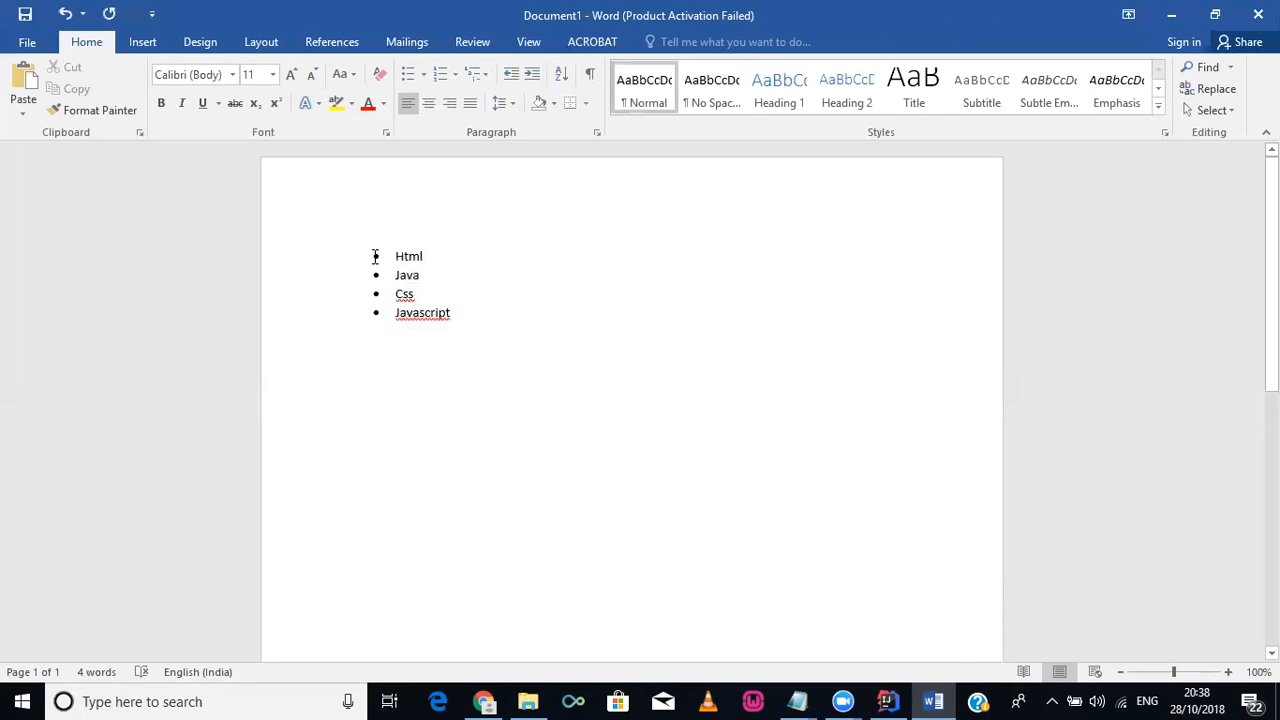 Document1 - Word (Product Activation Failed)
File Home Insert Design Layout References Mailings Review View ACROBAT Tell me what you want to do... Sign in Share
Paste
Cut
Copy
Format Painter
Clipboard
Calibri (Body) 11
Font
Paragraph
AaBbCcDc AaBbCcDc AaBbCc AaBbCcD AaB AaBbCcD AaBbCcDc AaBbCcDc
¶ Normal ¶ No Spac... Heading Heading 2 Title Subtitle Subtle Em... Emphasis
Styles
Find
Replace
Select
Editing
• Html
• Java
• Css
• Javascript
Page 1 of 1 4 words English (India) 100%
Type here to search
ENG
20:38
28/10/2018
22